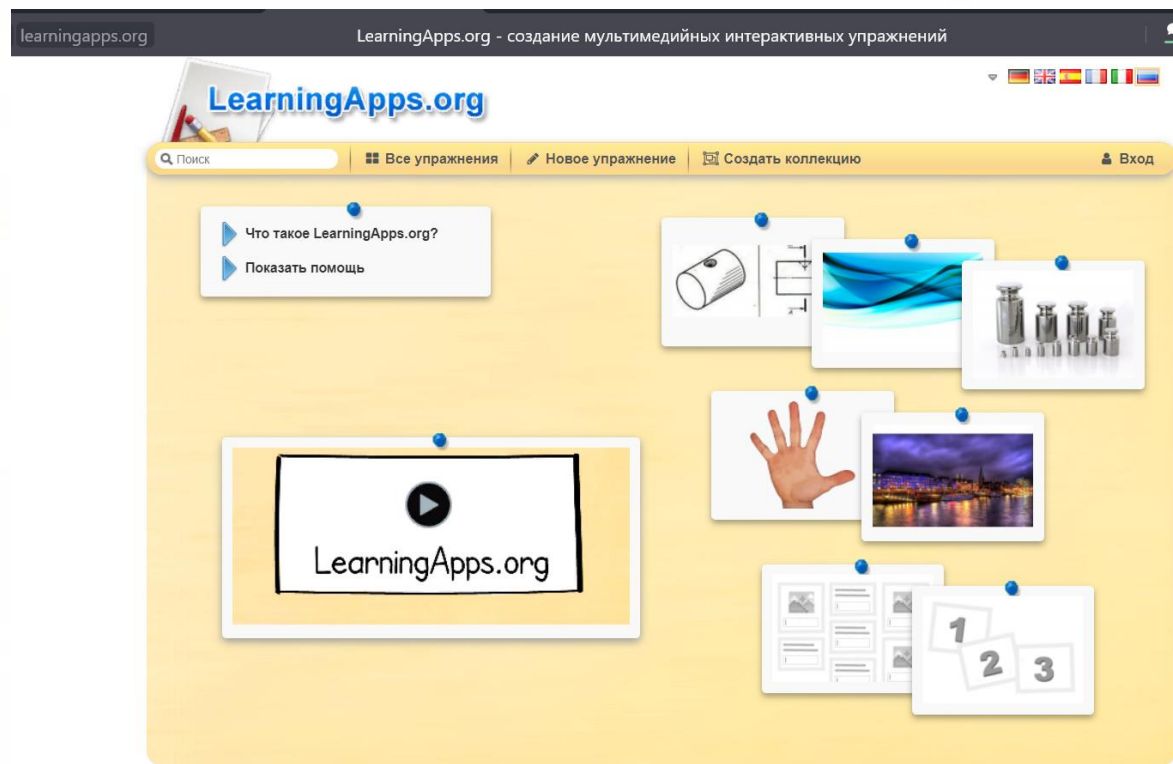 learningapps.org
LearningApps.org - создание мультимедийных интерактивных упражнений
LearningApps.org
Поиск
Все упражнения
Новое упражнение
Создать коллекцию
Вход
Что такое LearningApps.org?
Показать помощь
LearningApps.org
1
2
3